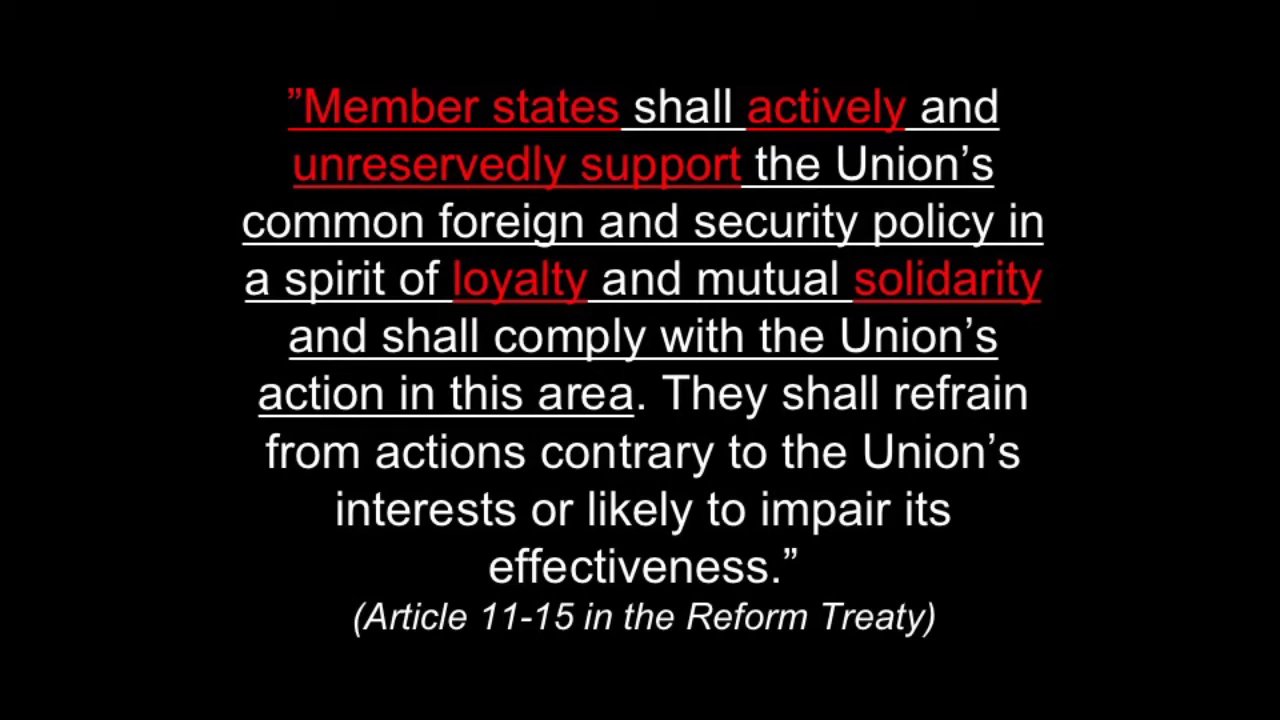 ”Member states shall actively and
unreservedly support the Union’s
common foreign and security policy in
a spirit of loyalty and mutual solidarity
and shall comply with the Union’s
action in this area. They shall refrain
from actions contrary to the Union’s
interests or likely to impair its
effectiveness.”
(Article 11-15 in the Reform Treaty)